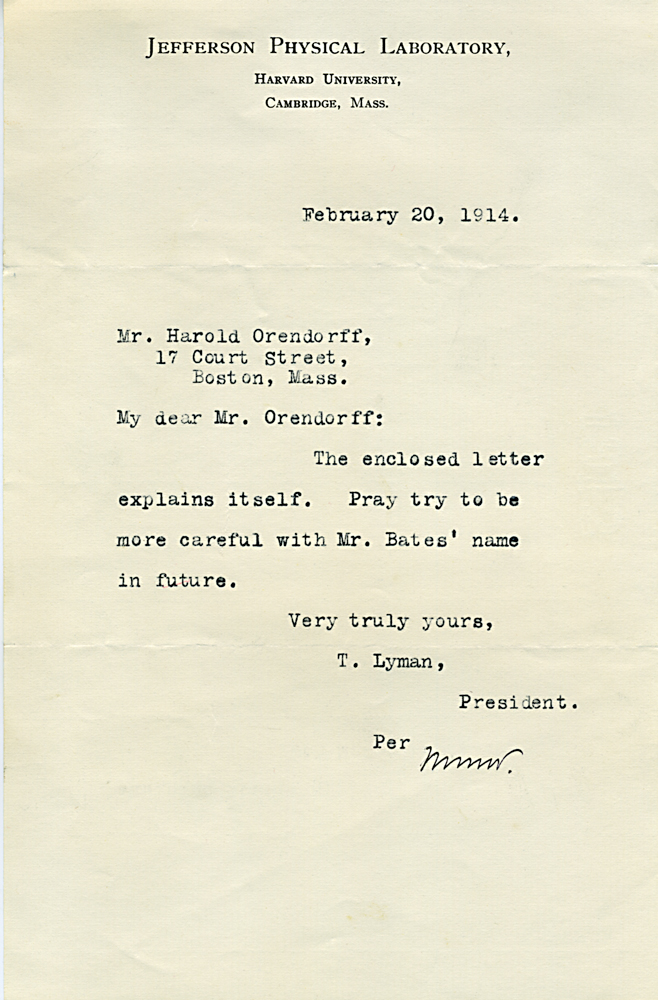 Jefferson Physical Laboratory,
Harvard University,
Cambridge, Mass.
February 20, 1914.
Mr. Harold Orendorff,
17 Court Street,
Boston, Mass.
My dear Mr. Orendorff:
The enclosed letter
explains itself. Pray try to be
more careful with Mr. Bates' name
in future.
Very truly yours,
T. Lyman,
President.
Per